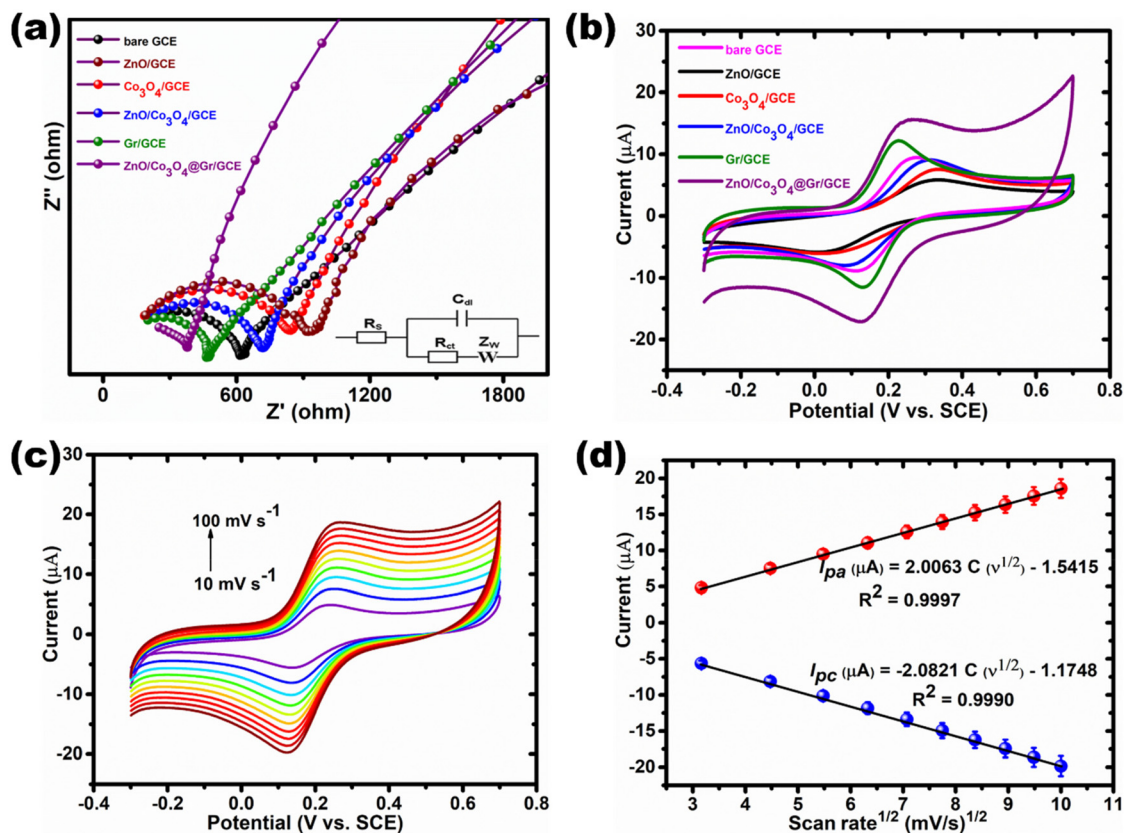 (a)
bare GCE
ZnO/GCE
Co3O4/GCE
ZnO/Co3O4/GCE
Gr/GCE
ZnO/Co3O4@Gr/GCE
Z'' (ohm)
Cdl
Rs
Rct
Zw
W
0 600 1200 1800
Z' (ohm)
(b)
bare GCE
ZnO/GCE
Co3O4/GCE
ZnO/Co3O4/GCE
Gr/GCE
ZnO/Co3O4@Gr/GCE
Current (μA)
30
20
10
0
-10
-20
-0.4 -0.2 0.0 0.2 0.4 0.6 0.8
Potential (V vs. SCE)
(c)
100 mV s-1
10 mV s-1
Current (μA)
30
20
10
0
-10
-20
-0.4 -0.2 0.0 0.2 0.4 0.6 0.8
Potential (V vs. SCE)
(d)
Ipa (μA) = 2.0063 C (ν1/2) - 1.5415
R2 = 0.9997
Ipc (μA) = -2.0821 C (ν1/2) - 1.1748
R2 = 0.9990
Current (μA)
20
15
10
5
0
-5
-10
-15
-20
3 4 5 6 7 8 9 10 11
Scan rate1/2 (mV/s)1/2